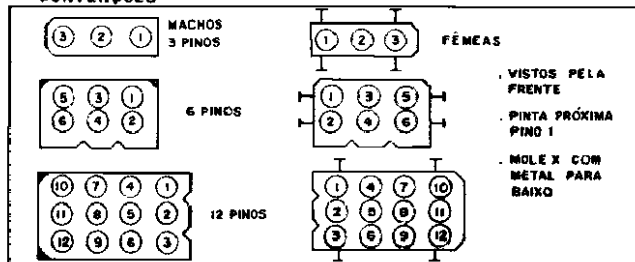 MACHOS
3 PINOS
3 2 1
1 2 3
FÊMEAS
5 3 1
6 4 2
6 PINOS
1 3 5
2 4 6
. VISTOS PELA
FRENTE
. PINTA PRÓXIMA
PINO 1
. MOLEX COM
METAL PARA
BAIXO
10 7 4 1
11 8 5 2
12 9 6 3
12 PINOS
1 4 7 10
2 5 8 11
3 6 9 12